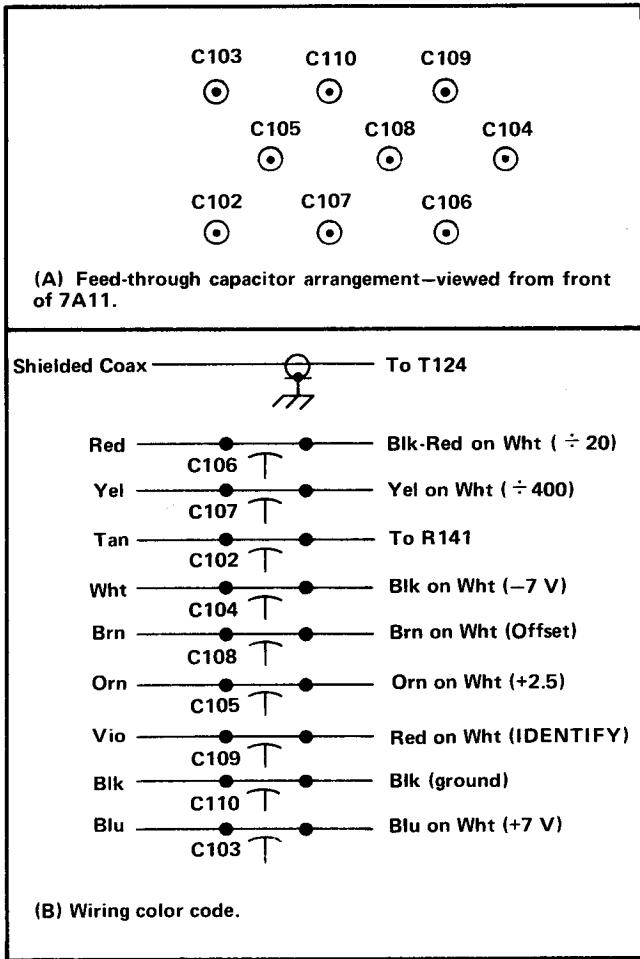 C103 C110 C109
C105 C108 C104
C102 C107 C106
(A) Feed-through capacitor arrangement—viewed from front
of 7A11.
Shielded Coax To T124
Red Blk-Red on Wht ( ÷ 20)
C106
Yel Yel on Wht (÷400)
C107
Tan To R141
C102
Wht Blk on Wht (−7 V)
C104
Brn Brn on Wht (Offset)
C108
Orn Orn on Wht (+2.5)
C105
Vio Red on Wht (IDENTIFY)
C109
Blk Blk (ground)
C110
Blu Blu on Wht (+7 V)
C103
(B) Wiring color code.